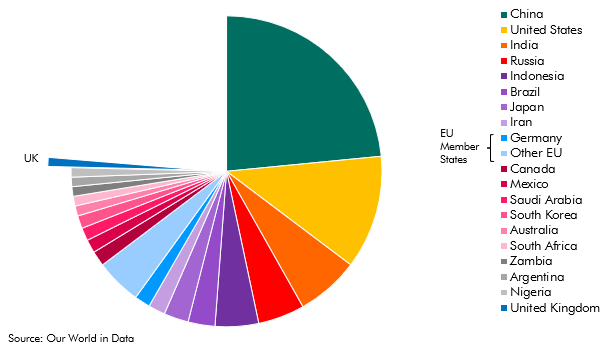 China
United States
India
Russia
Indonesia
Brazil
Japan
Iran
EU
Member
States
Germany
Other EU
Canada
Mexico
Saudi Arabia
South Korea
Australia
South Africa
Zambia
Argentina
Nigeria
United Kingdom
UK
Source: Our World in Data